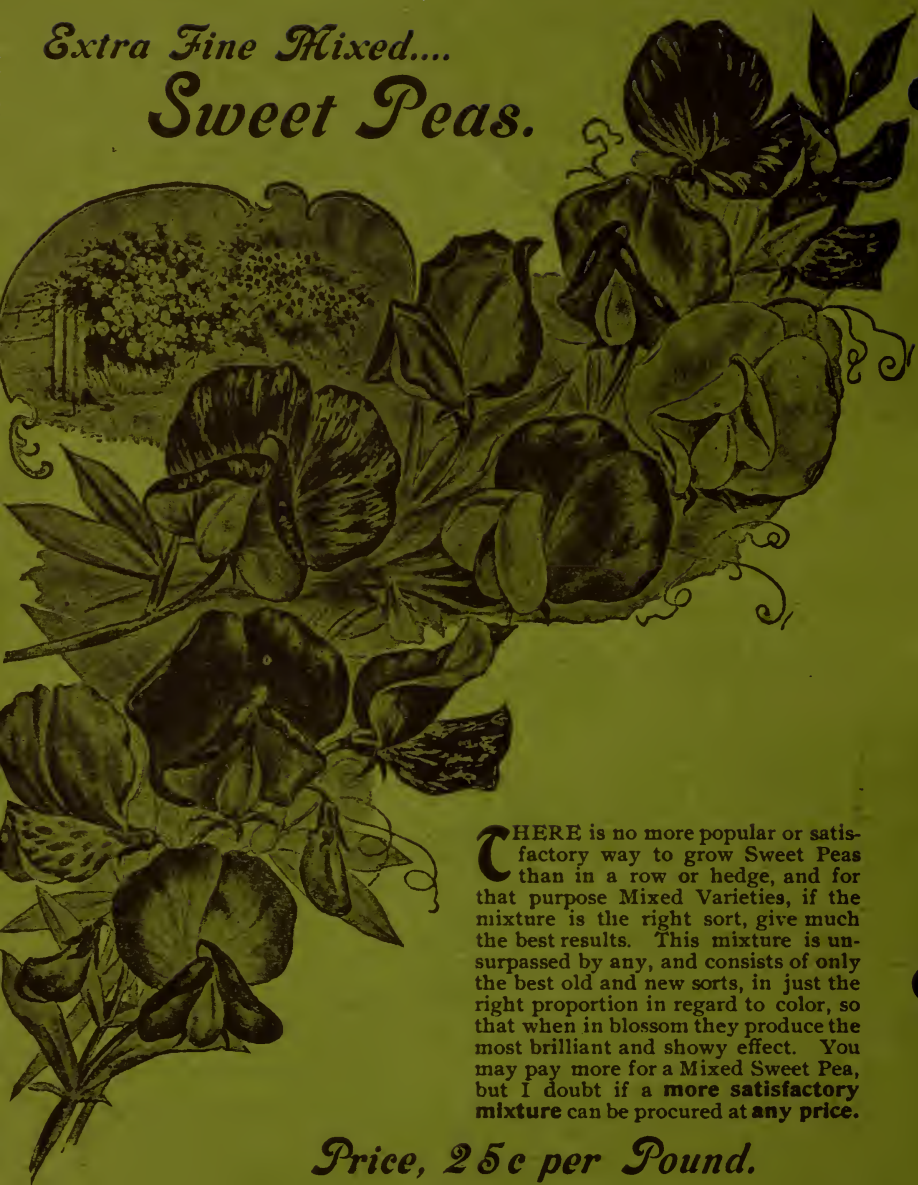 Extra Fine Mixed....
Sweet Peas.
THERE is no more popular or satis-
factory way to grow Sweet Peas
than in a row or hedge, and for
that purpose Mixed Varieties, if the
mixture is the right sort, give much
the best results. This mixture is un-
surpassed by any, and consists of only
the best old and new sorts, in just the
right proportion in regard to color, so
that when in blossom they produce the
most brilliant and showy effect. You
may pay more for a Mixed Sweet Pea,
but I doubt if a more satisfactory
mixture can be procured at any price.
Price, 25c per Pound.